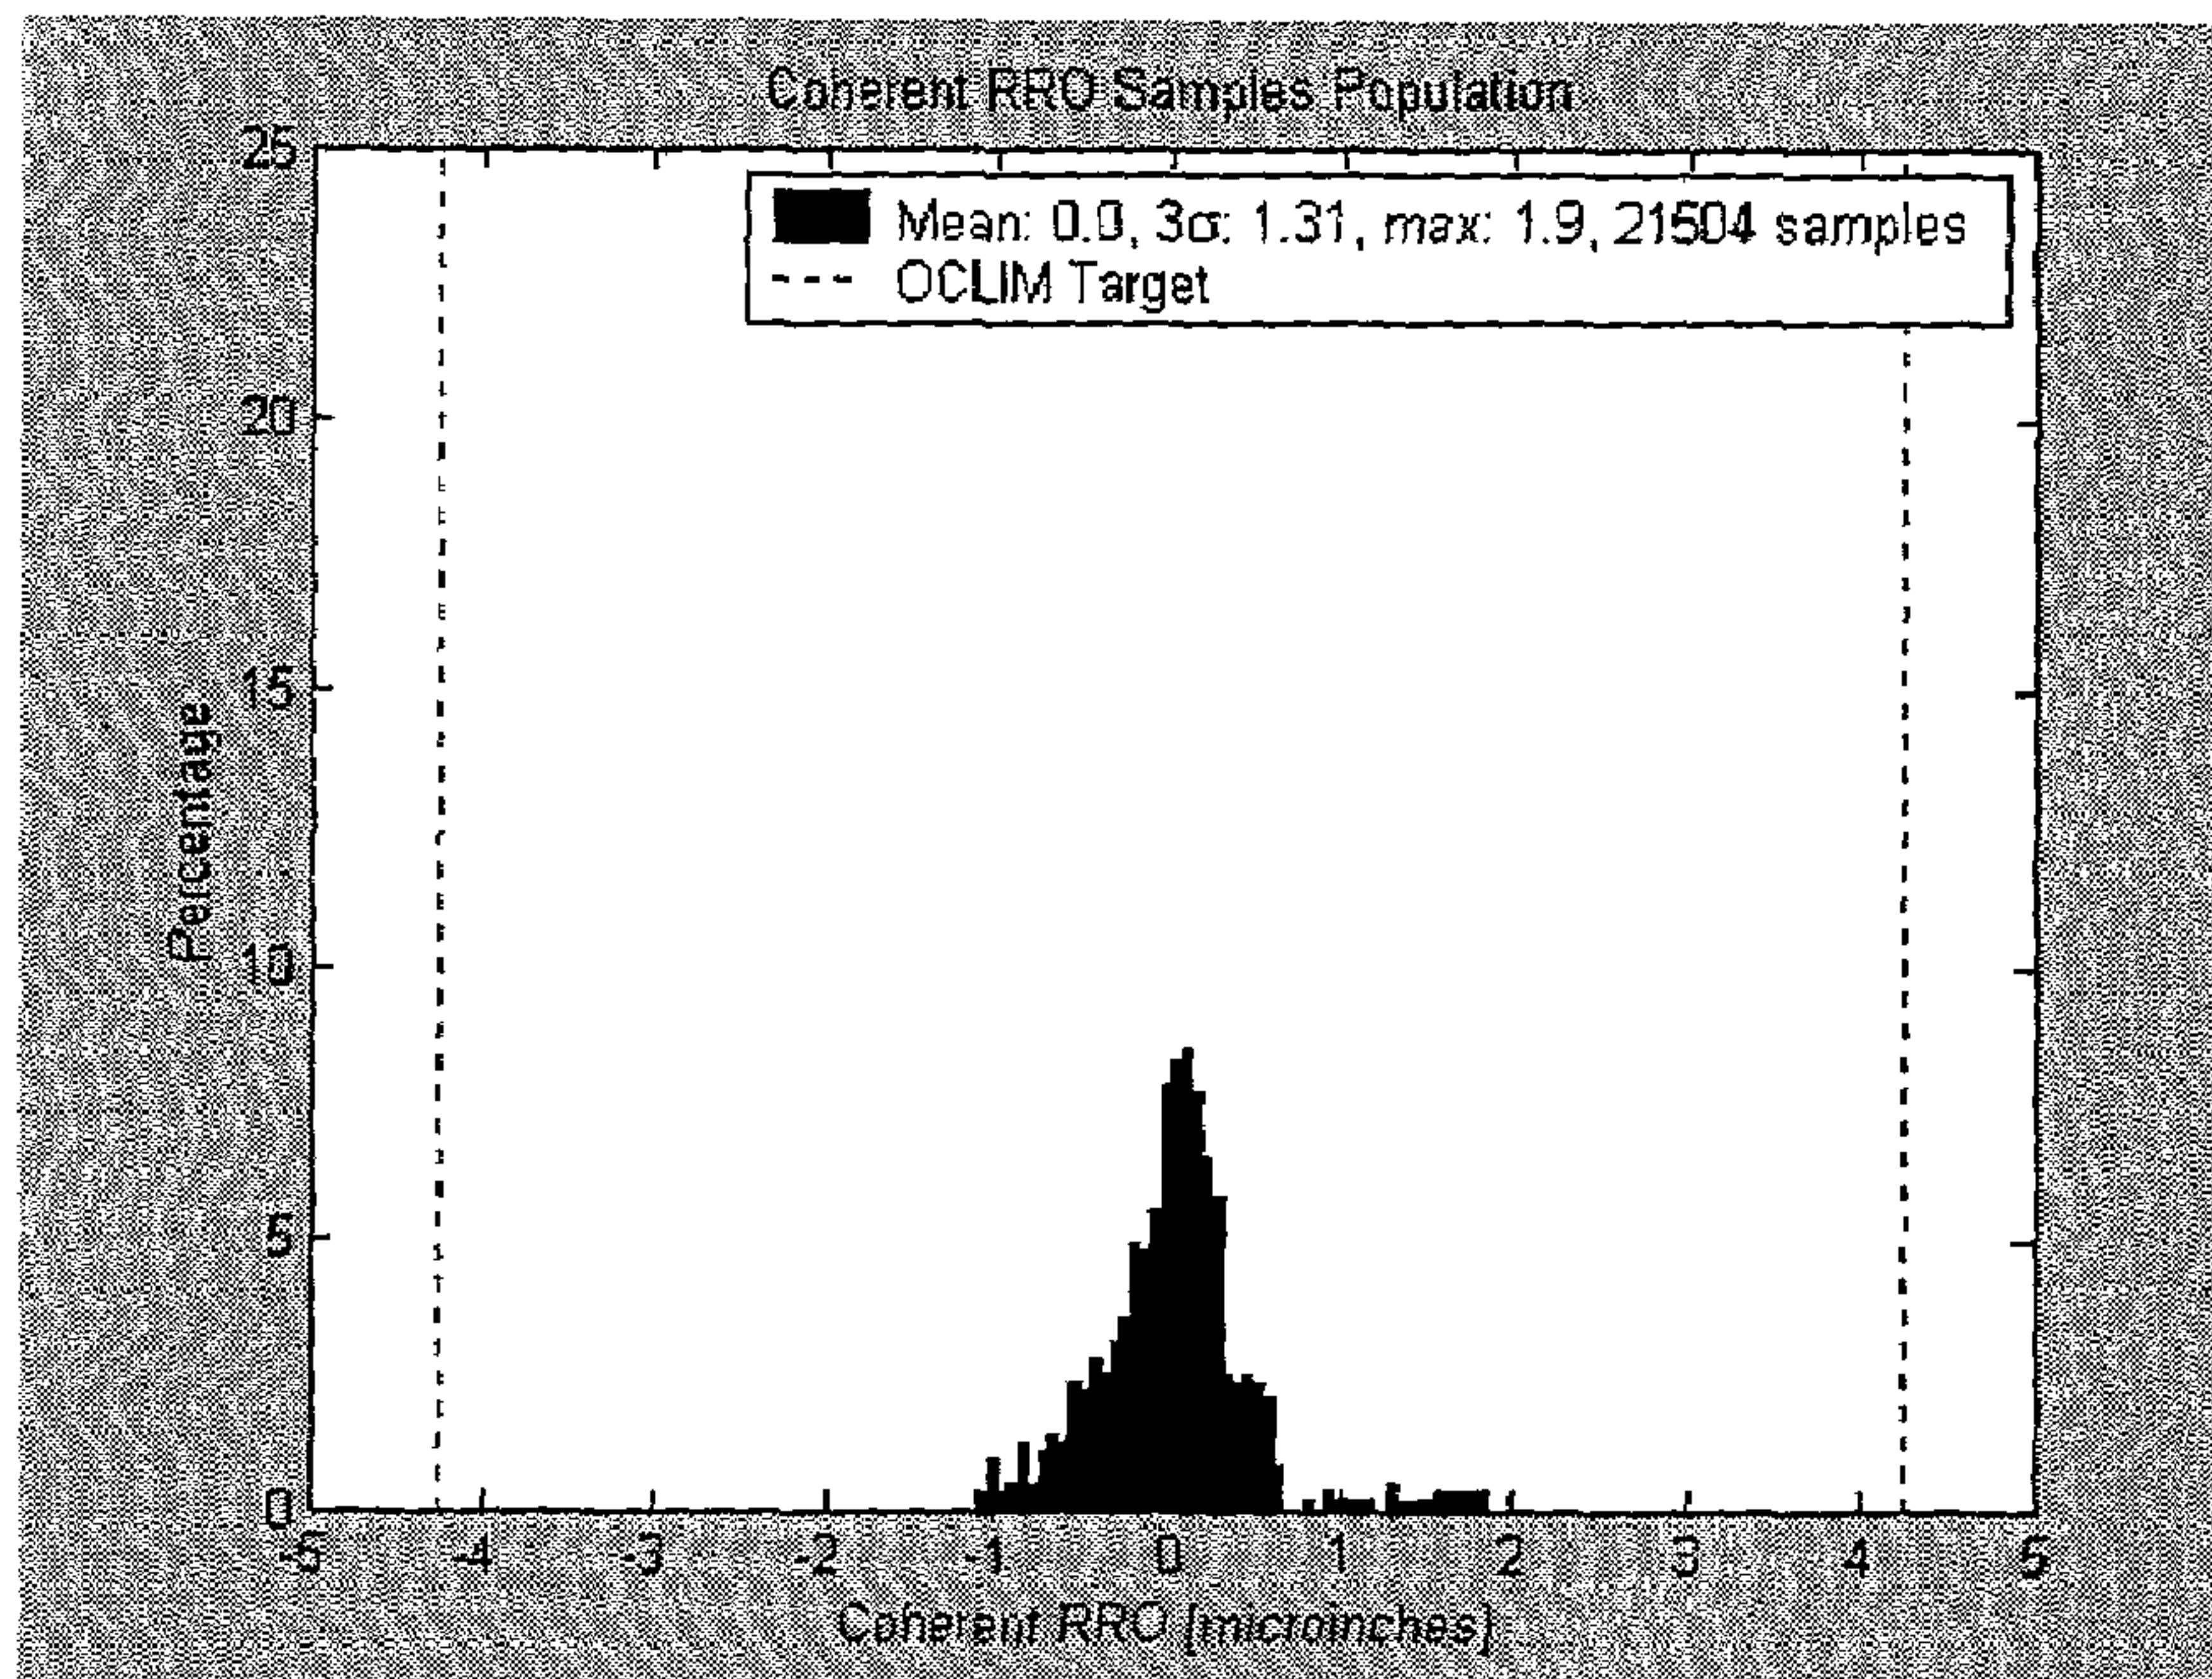 Coherent RRO Samples Population
25
20
15
10
5
0
Percentage
Mean: 0.0, 3σ: 1.31, max: 1.9, 21504 samples
OCLIM Target
-5 -4 -3 -2 -1 0 1 2 3 4 5
Coherent RRO [microinches]